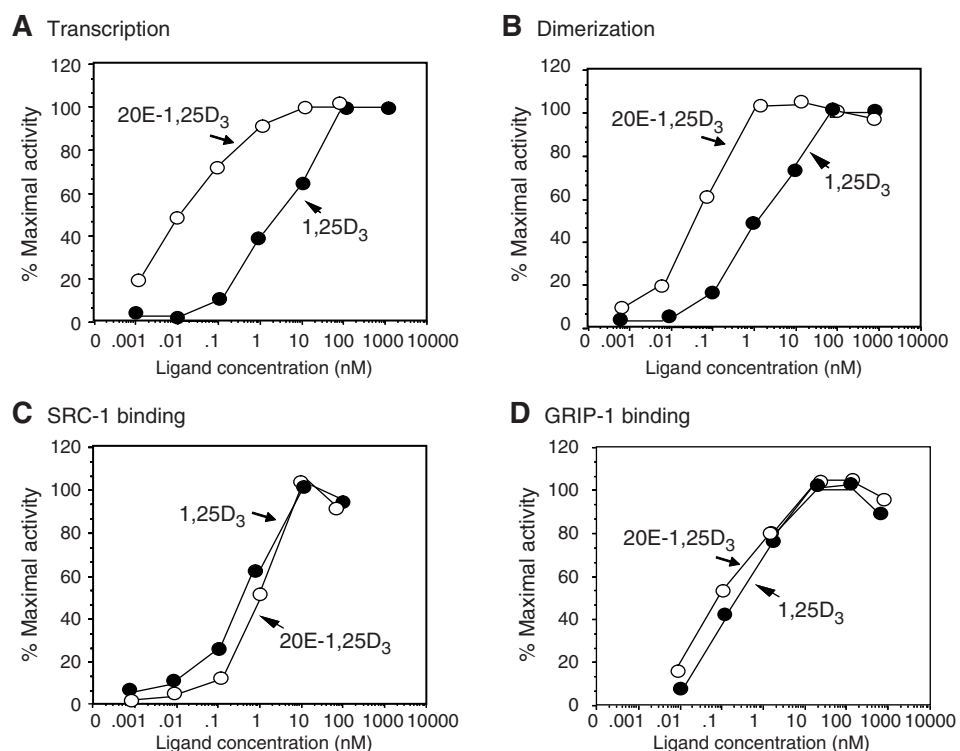 A Transcription
120
100
80
60
40
20
0
% Maximal activity
20E-1,25D3
1,25D3
0 .001 .01 .1 1 10 100 1000 10000
Ligand concentration (nM)
B Dimerization
120
100
80
60
40
20
0
% Maximal activity
20E-1,25D3
1,25D3
0 .001 .01 .1 1 10 100 1000 10000
Ligand concentration (nM)
C SRC-1 binding
120
100
80
60
40
20
0
% Maximal activity
1,25D3
20E-1,25D3
0 .001 .01 .1 1 10 100 1000 10000
Ligand concentration (nM)
D GRIP-1 binding
120
100
80
60
40
20
0
% Maximal activity
20E-1,25D3
1,25D3
0 .001 .01 .1 1 10 100 1000 10000
Ligand concentration (nM)